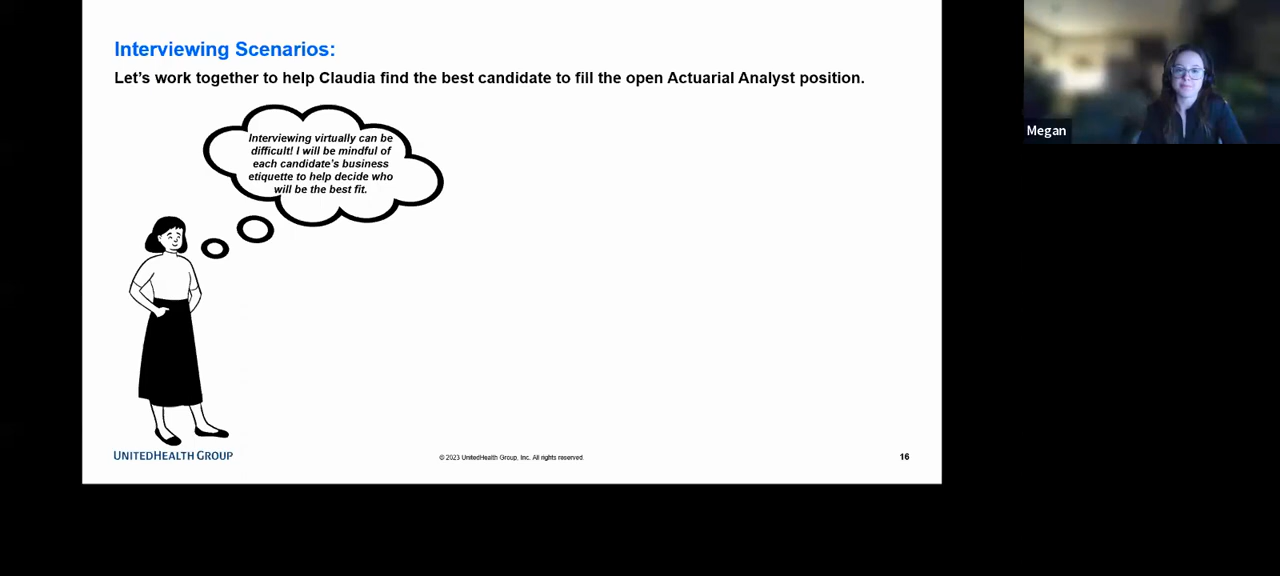 Interviewing Scenarios:
Let's work together to help Claudia find the best candidate to fill the open Actuarial Analyst position.
Interviewing virtually can be
difficult! I will be mindful of
each candidate's business
etiquette to help decide who
will be the best fit.
UNITEDHEALTH GROUP
© 2023 UnitedHealth Group, Inc. All rights reserved.
16
Megan